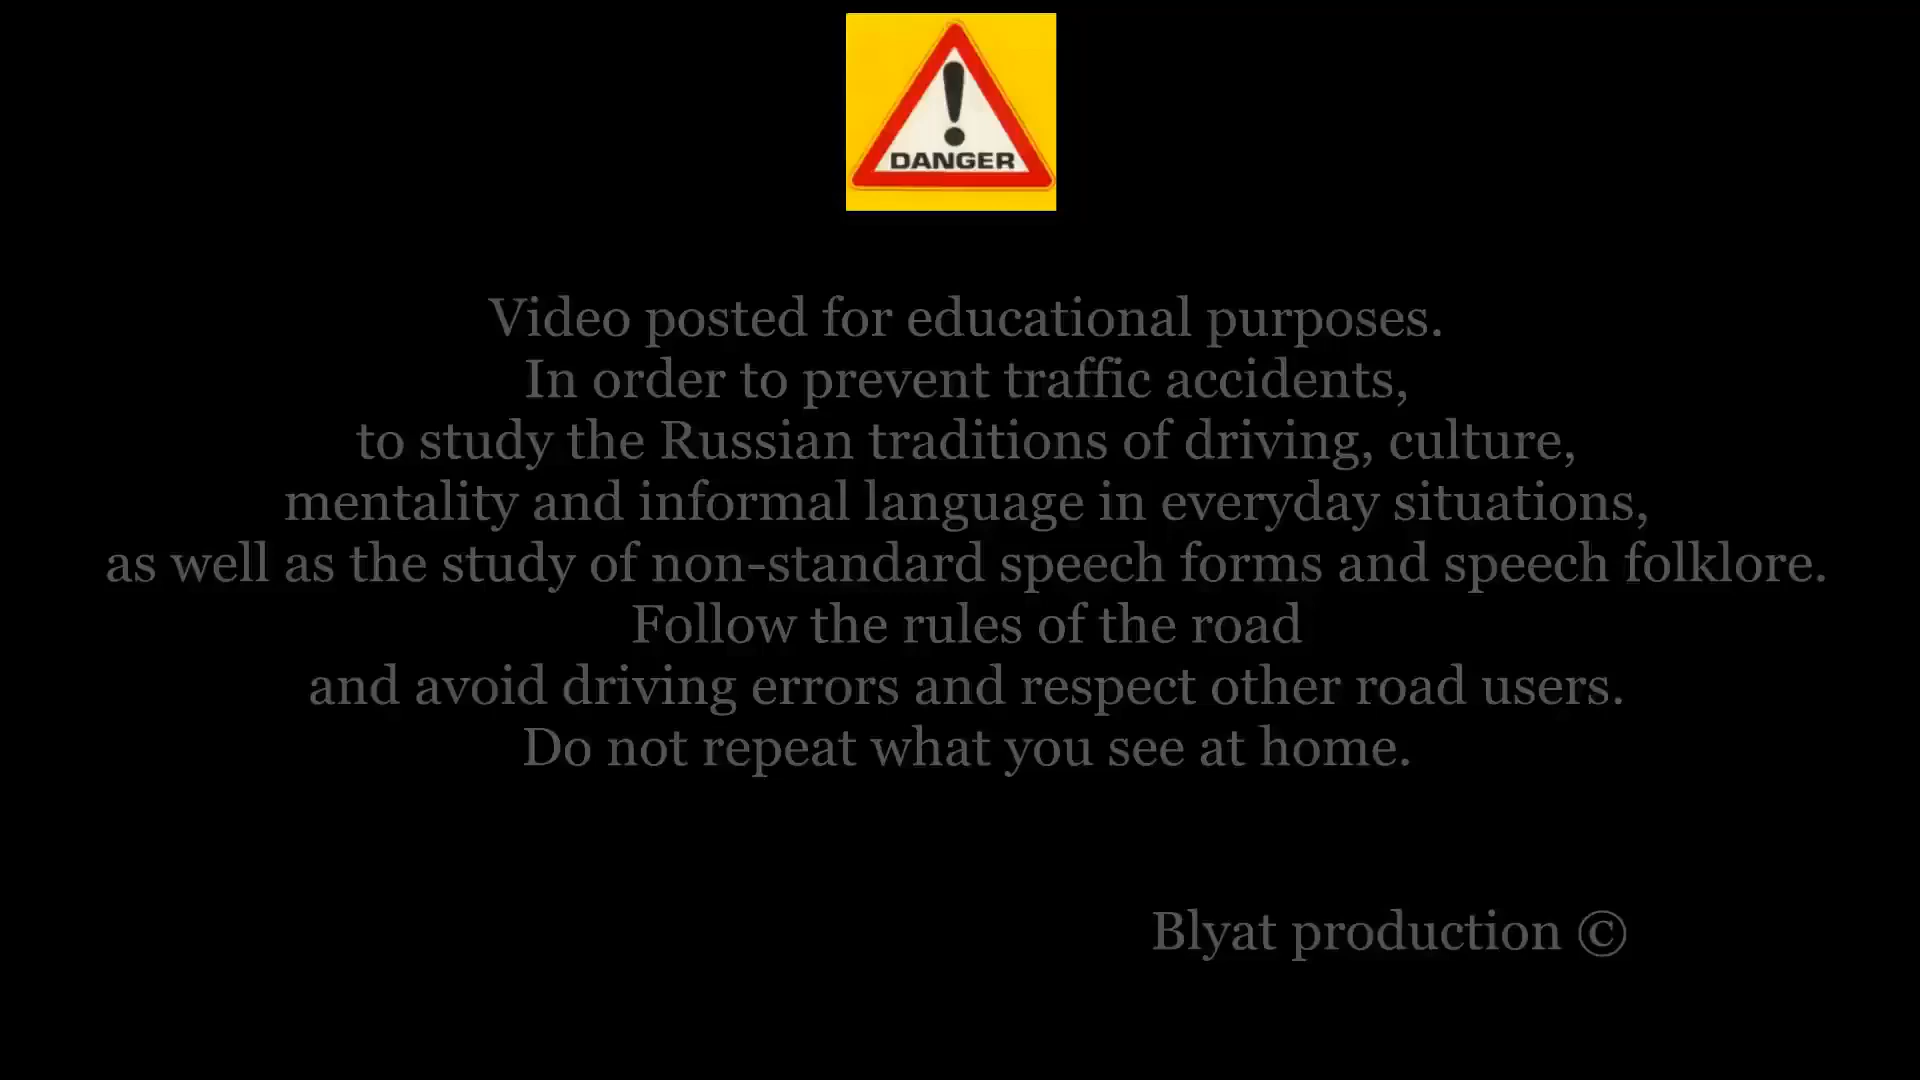 DANGER
Video posted for educational purposes.
In order to prevent traffic accidents,
to study the Russian traditions of driving, culture,
mentality and informal language in everyday situations,
as well as the study of non-standard speech forms and speech folklore.
Follow the rules of the road
and avoid driving errors and respect other road users.
Do not repeat what you see at home.
Blyat production ©